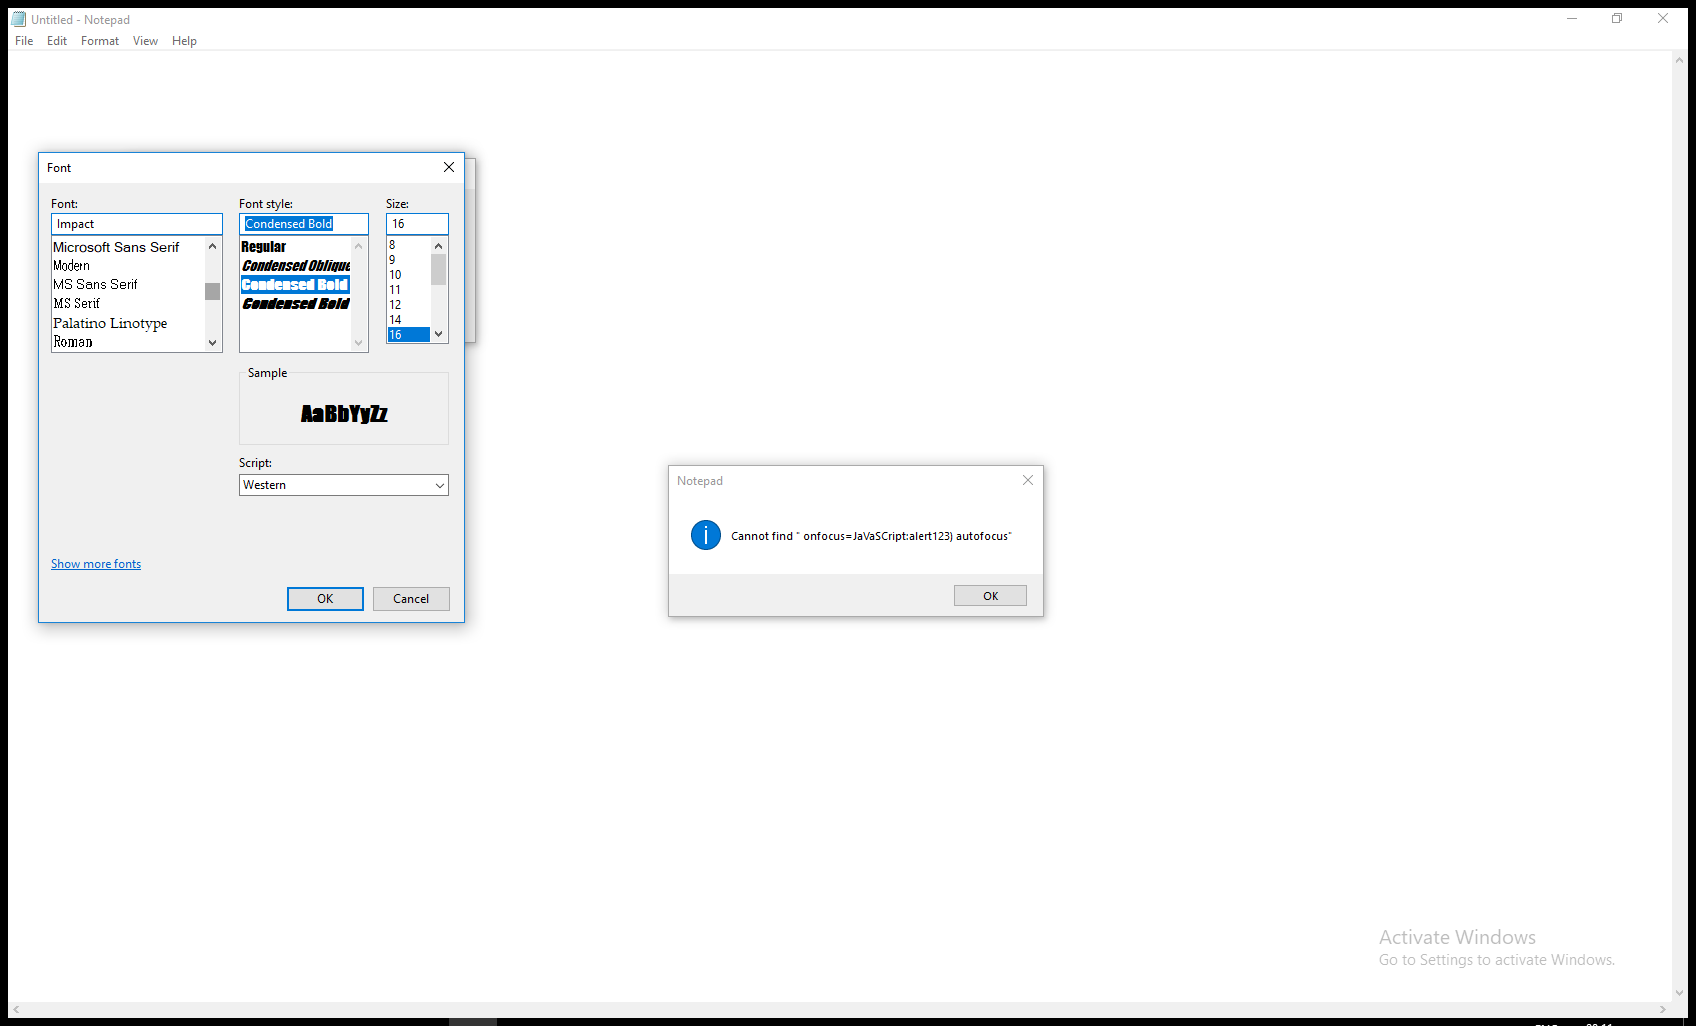 Untitled - Notepad
File Edit Format View Help
Font
Font: Font style: Size:
Impact Condensed Bold 16
Microsoft Sans Serif
Modern
MS Sans Serif
MS Serif
Palatino Linotype
Roman
Regular
Condensed Oblique
Condensed Bold
Condensed Bold
8
9
10
11
12
14
16
Sample
AaBbYyZz
Script:
Western
Show more fonts
OK Cancel
Notepad
Cannot find " onfocus=JaVaSCript:alert123) autofocus"
OK
Activate Windows
Go to Settings to activate Windows.